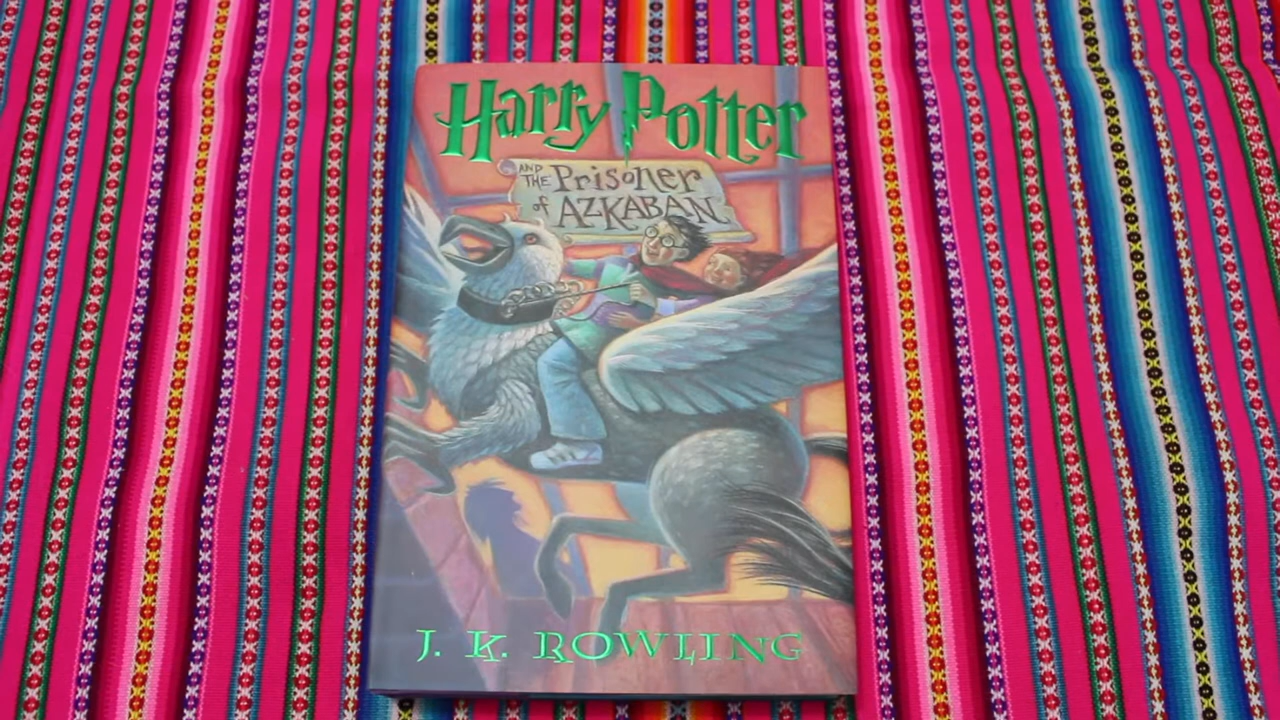 Harry Potter
AND THE Prisoner
of AZKABAN
J. K. ROWLING